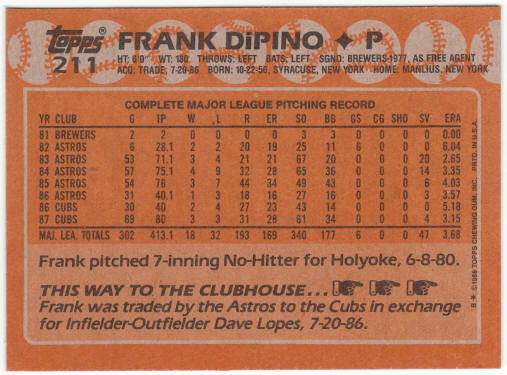 Topps FRANK DiPINO ✦ P
211 HT: 6'0" WT: 180. THROWS: LEFT BATS: LEFT SGND: BREWERS-1977, AS FREE AGENT
ACQ: TRADE, 7-20-86 BORN: 10-22-56, SYRACUSE, NEW YORK HOME: MANLIUS, NEW YORK
COMPLETE MAJOR LEAGUE PITCHING RECORD
YR CLUB G IP W L R ER SO BB GS CG SHO SV ERA
81 BREWERS 2 2 0 0 0 0 3 0 0 0 0.00
82 ASTROS 6 28.1 2 2 20 19 25 11 6 0 0 0 6.04
83 ASTROS 53 71.1 3 4 21 21 67 20 0 0 0 20 2.65
84 ASTROS 57 75.1 4 9 32 28 65 36 0 0 0 14 3.35
85 ASTROS 54 76 3 7 44 34 49 43 0 0 0 6 4.03
86 ASTROS 31 40.1 1 3 18 16 27 16 0 0 0 3 3.57
86 CUBS 30 40 2 4 27 23 43 14 0 0 0 0 5.18
87 CUBS 69 80 3 3 31 28 61 34 0 0 0 4 3.15
MAJ. LEA. TOTALS 302 413.1 18 32 193 169 340 177 6 0 0 47 3.68
Frank pitched 7-inning No-Hitter for Holyoke, 6-8-80.
THIS WAY TO THE CLUBHOUSE...
Frank was traded by the Astros to the Cubs in exchange
for Infielder-Outfielder Dave Lopes, 7-20-86.
B * © TOPPS CHEWING GUM, INC. PRTD. IN U.S.A.